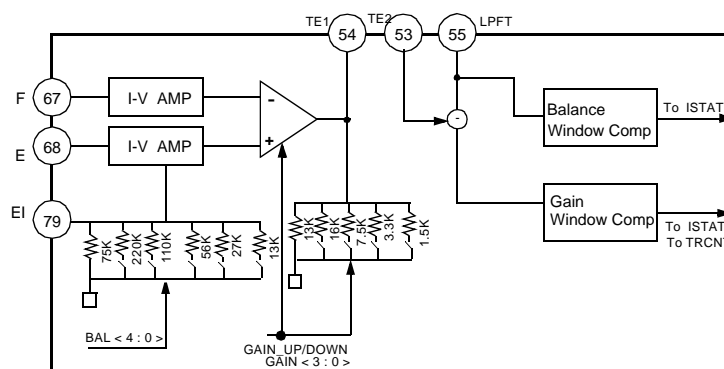 TE1 TE2 LPFT
54 53 55
F 67 I-V AMP - 
E 68 I-V AMP +
EI 79
-
Balance
Window Comp
To ISTAT
Gain
Window Comp
To ISTAT
To TRCNT
75K 220K 110K 56K 27K 13K
13K 16K 7.5K 3.3K 1.5K
BAL < 4 : 0 >
GAIN_UP/DOWN
GAIN < 3 : 0 >